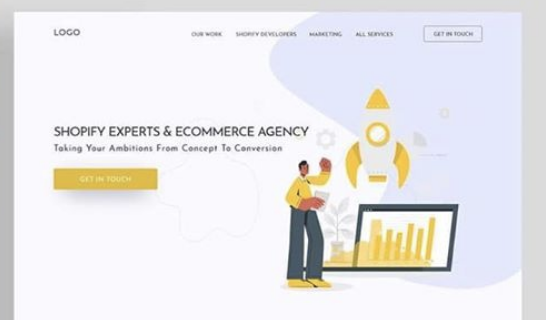 LOGO
OUR WORK SHOPIFY DEVELOPERS MARKETING ALL SERVICES GET IN TOUCH
SHOPIFY EXPERTS & ECOMMERCE AGENCY
Taking Your Ambitions From Concept To Conversion
GET IN TOUCH